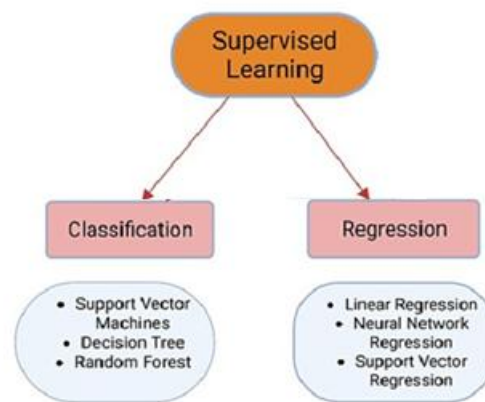 Supervised
Learning
Classification
Regression
• Support Vector
Machines
• Decision Tree
• Random Forest
• Linear Regression
• Neural Network
Regression
• Support Vector
Regression